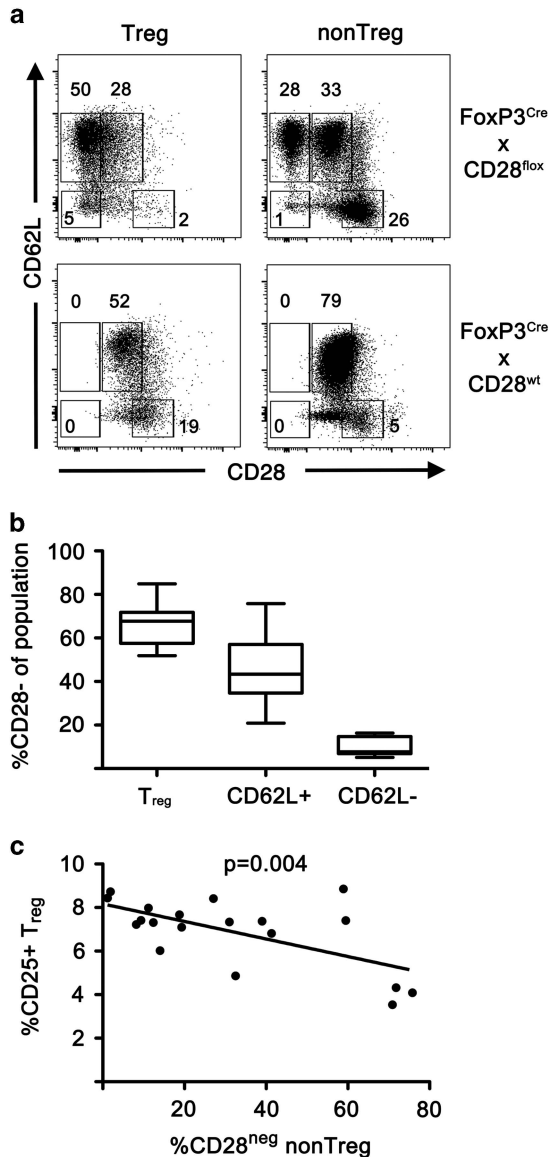 a
Treg nonTreg
50 28 28 33
5 2 1 26
FoxP3Cre
x
CD28flox
CD62L
0 52 0 79
0 19 0 5
FoxP3Cre
x
CD28wt
CD28
b
%CD28- of population
100
80
60
40
20
Treg CD62L+ CD62L-
c
p=0.004
%CD25+ Treg
10
8
6
4
2
20 40 60 80
%CD28neg nonTreg